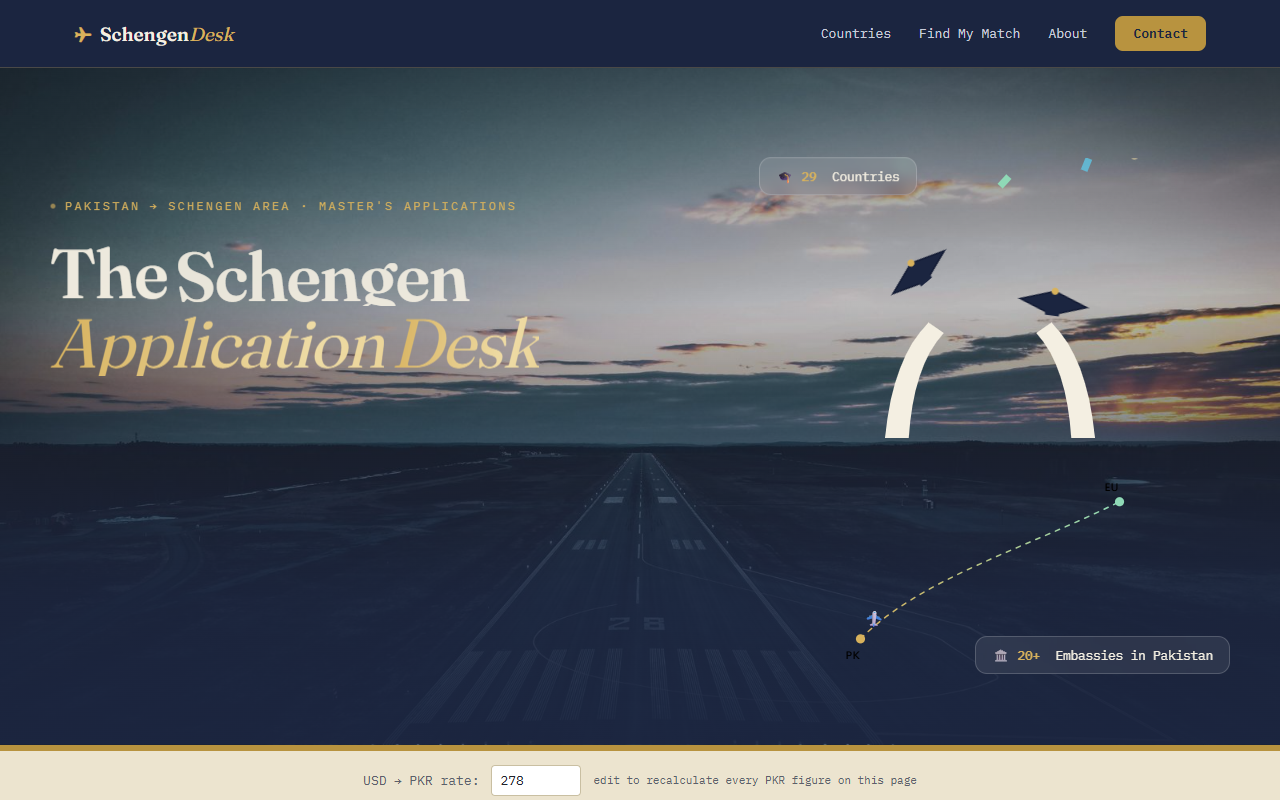 SchengenDesk
Countries
Find My Match
About
Contact
29 Countries
PAKISTAN → SCHENGEN AREA · MASTER'S APPLICATIONS
The Schengen
Application Desk
EU
28
PK
20+ Embassies in Pakistan
USD → PKR rate: 278 edit to recalculate every PKR figure on this page